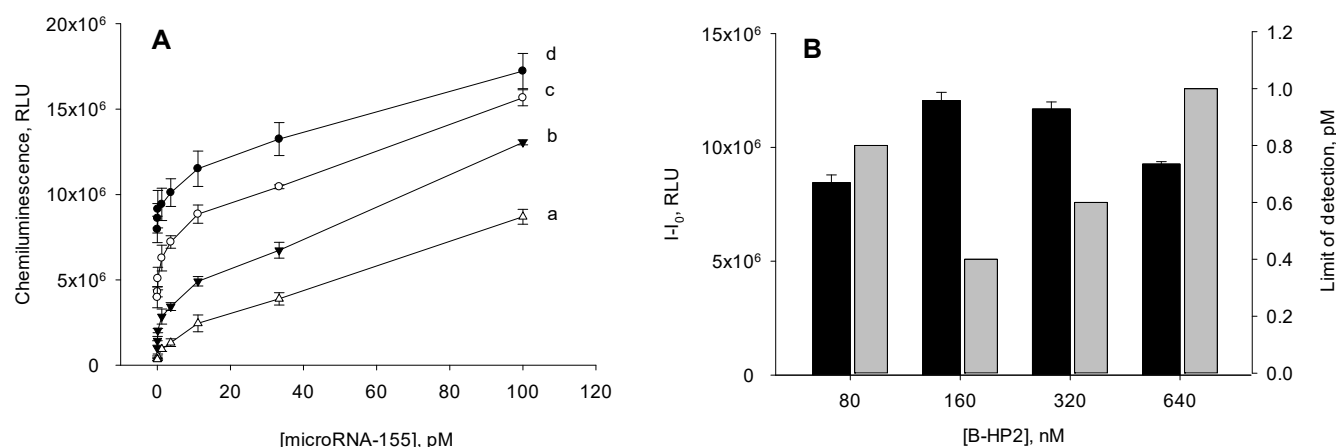 A
20x10⁶
15x10⁶
10x10⁶
5x10⁶
0
Chemiluminescence, RLU
d
c
b
a
0 20 40 60 80 100 120
[microRNA-155], pM
B
15x10⁶
10x10⁶
5x10⁶
0
I-I₀, RLU
1.2
1.0
0.8
0.6
0.4
0.2
0.0
Limit of detection, pM
80 160 320 640
[B-HP2], nM